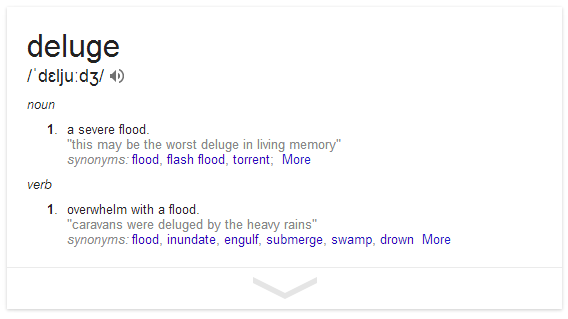 deluge
/ˈdɛljuːdʒ/
noun
1. a severe flood.
"this may be the worst deluge in living memory"
synonyms: flood, flash flood, torrent; More
verb
1. overwhelm with a flood.
"caravans were deluged by the heavy rains"
synonyms: flood, inundate, engulf, submerge, swamp, drown More